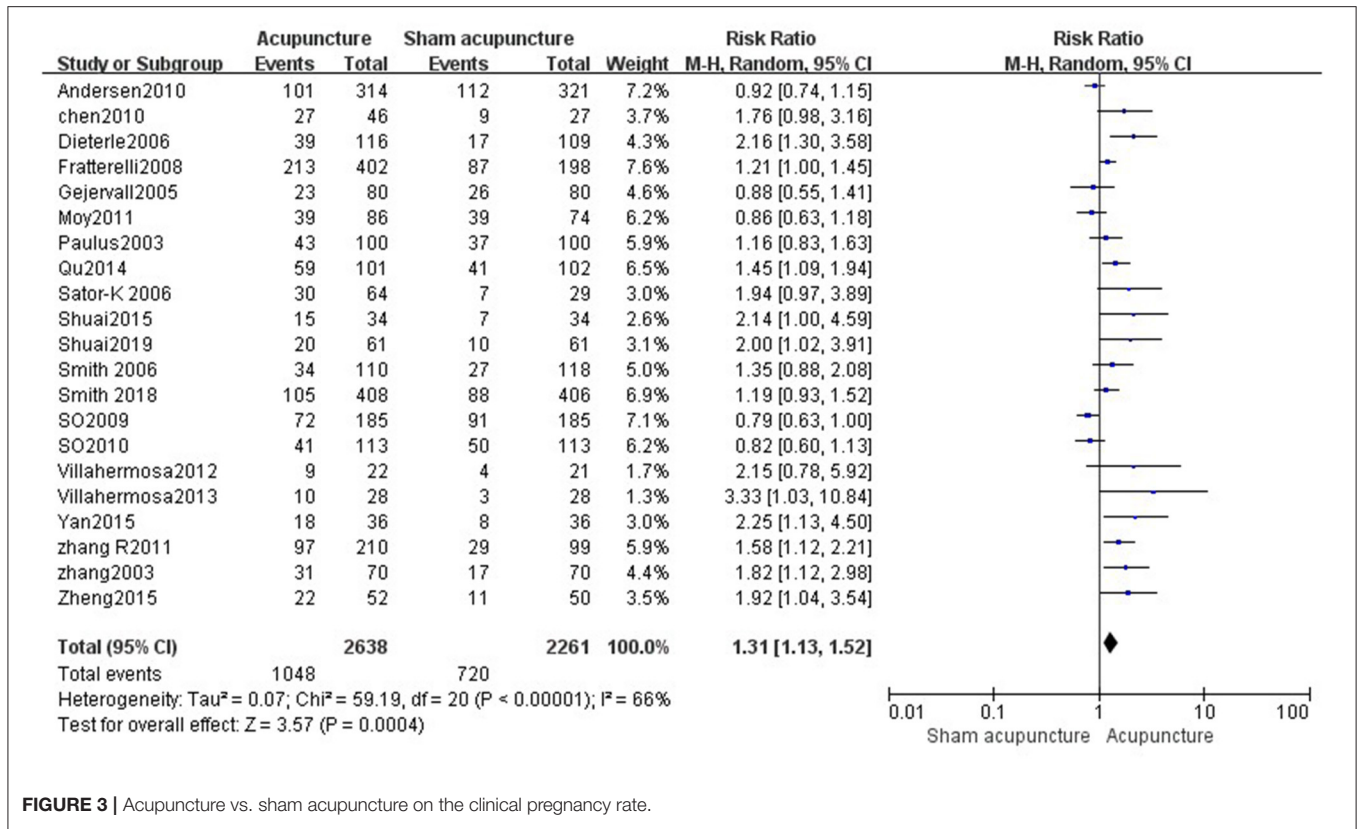 Acupuncture Sham acupuncture Risk Ratio Risk Ratio
Study or Subgroup Events Total Events Total Weight M-H, Random, 95% CI M-H, Random, 95% CI
Andersen2010 101 314 112 321 7.2% 0.92 [0.74, 1.15]
chen2010 27 46 9 27 3.7% 1.76 [0.98, 3.16]
Dieterle2006 39 116 17 109 4.3% 2.16 [1.30, 3.58]
Fratterelli2008 213 402 87 198 7.6% 1.21 [1.00, 1.45]
Gejervall2005 23 80 26 80 4.6% 0.88 [0.55, 1.41]
Moy2011 39 86 39 74 6.2% 0.86 [0.63, 1.18]
Paulus2003 43 100 37 100 5.9% 1.16 [0.83, 1.63]
Qu2014 59 101 41 102 6.5% 1.45 [1.09, 1.94]
Sator-K 2006 30 64 7 29 3.0% 1.94 [0.97, 3.89]
Shuai2015 15 34 7 34 2.6% 2.14 [1.00, 4.59]
Shuai2019 20 61 10 61 3.1% 2.00 [1.02, 3.91]
Smith 2006 34 110 27 118 5.0% 1.35 [0.88, 2.08]
Smith 2018 105 408 88 406 6.9% 1.19 [0.93, 1.52]
SO2009 72 185 91 185 7.1% 0.79 [0.63, 1.00]
SO2010 41 113 50 113 6.2% 0.82 [0.60, 1.13]
Villahermosa2012 9 22 4 21 1.7% 2.15 [0.78, 5.92]
Villahermosa2013 10 28 3 28 1.3% 3.33 [1.03, 10.84]
Yan2015 18 36 8 36 3.0% 2.25 [1.13, 4.50]
zhang R2011 97 210 29 99 5.9% 1.58 [1.12, 2.21]
zhang2003 31 70 17 70 4.4% 1.82 [1.12, 2.98]
Zheng2015 22 52 11 50 3.5% 1.92 [1.04, 3.54]
Total (95% CI) 2638 2261 100.0% 1.31 [1.13, 1.52]
Total events 1048 720
Heterogeneity: Tau² = 0.07; Chi² = 59.19, df = 20 (P < 0.00001); I² = 66%
Test for overall effect: Z = 3.57 (P = 0.0004)
0.01 0.1 1 10 100
Sham acupuncture Acupuncture
FIGURE 3 | Acupuncture vs. sham acupuncture on the clinical pregnancy rate.